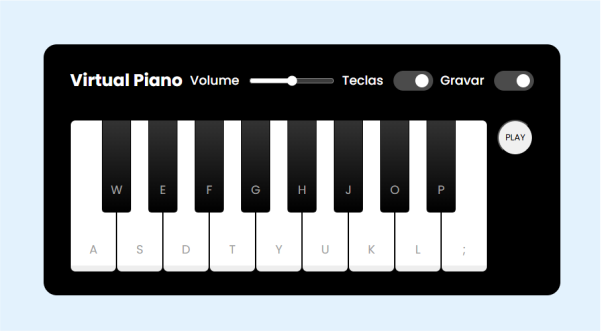 Virtual Piano Volume Teclas Gravar
PLAY
W E F G H J O P
A S D T Y U K L ;